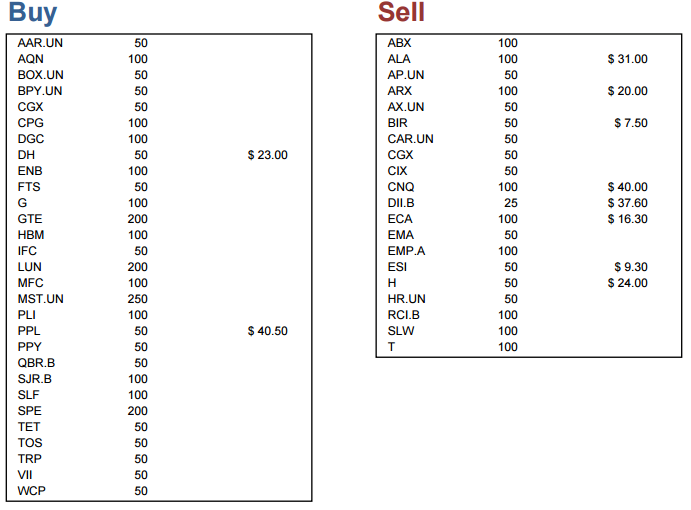 Buy
AAR.UN 50
AQN 100
BOX.UN 50
BPY.UN 50
CGX 50
CPG 100
DGC 100
DH 50 $ 23.00
ENB 100
FTS 50
G 100
GTE 200
HBM 100
IFC 50
LUN 200
MFC 100
MST.UN 250
PLI 100
PPL 50 $ 40.50
PPY 50
QBR.B 50
SJR.B 100
SLF 100
SPE 200
TET 50
TOS 50
TRP 50
VII 50
WCP 50
Sell
ABX 100
ALA 100 $ 31.00
AP.UN 50
ARX 100 $ 20.00
AX.UN 50
BIR 50 $ 7.50
CAR.UN 50
CGX 50
CIX 50
CNQ 100 $ 40.00
DII.B 25 $ 37.60
ECA 100 $ 16.30
EMA 50
EMP.A 100
ESI 50 $ 9.30
H 50 $ 24.00
HR.UN 50
RCI.B 100
SLW 100
T 100